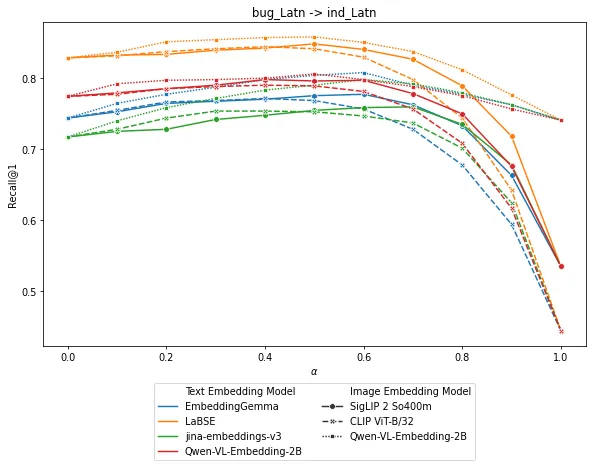 bug_Latn -> ind_Latn
Recall@1
0.8
0.7
0.6
0.5
0.0 0.2 0.4 0.6 0.8 1.0
α
Text Embedding Model Image Embedding Model
EmbeddingGemma SigLIP 2 So400m
LaBSE CLIP ViT-B/32
jina-embeddings-v3 Qwen-VL-Embedding-2B
Qwen-VL-Embedding-2B